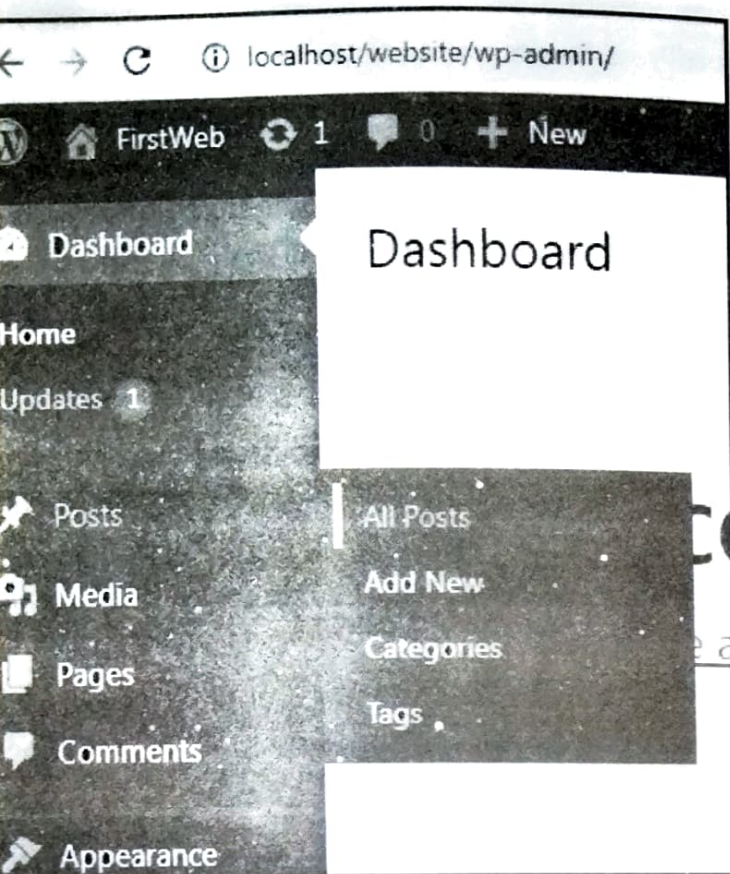 localhost/website/wp-admin/
FirstWeb 1 0 New
Dashboard
Dashboard
Home
Updates 1
Posts
All Posts
Media
Add New
Pages
Categories
Comments
Tags
Appearance